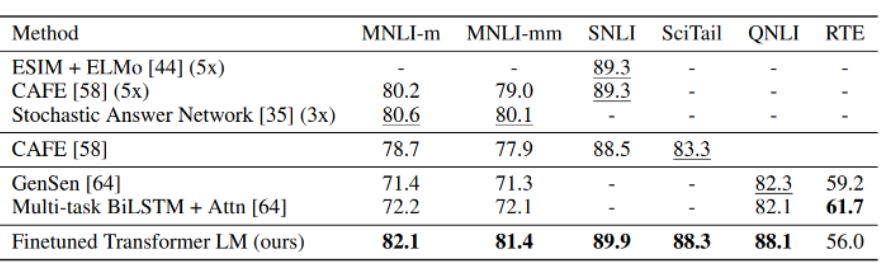 Method MNLI-m MNLI-mm SNLI SciTail QNLI RTE
ESIM + ELMo [44] (5x) - - 89.3 - - -
CAFE [58] (5x) 80.2 79.0 89.3 - - -
Stochastic Answer Network [35] (3x) 80.6 80.1 - - - -
CAFE [58] 78.7 77.9 88.5 83.3
GenSen [64] 71.4 71.3 - - 82.3 59.2
Multi-task BiLSTM + Attn [64] 72.2 72.1 - - 82.1 61.7
Finetuned Transformer LM (ours) 82.1 81.4 89.9 88.3 88.1 56.0